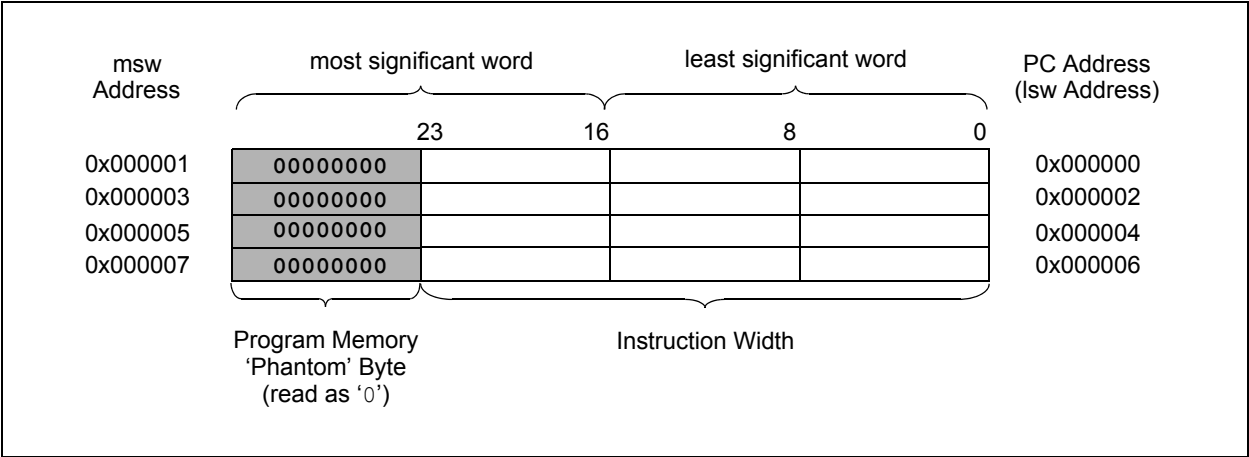 msw
Address
most significant word
least significant word
PC Address
(lsw Address)
23 16 8 0
0x000001 00000000 0x000000
0x000003 00000000 0x000002
0x000005 00000000 0x000004
0x000007 00000000 0x000006
Program Memory
‘Phantom’ Byte
(read as ‘0’)
Instruction Width